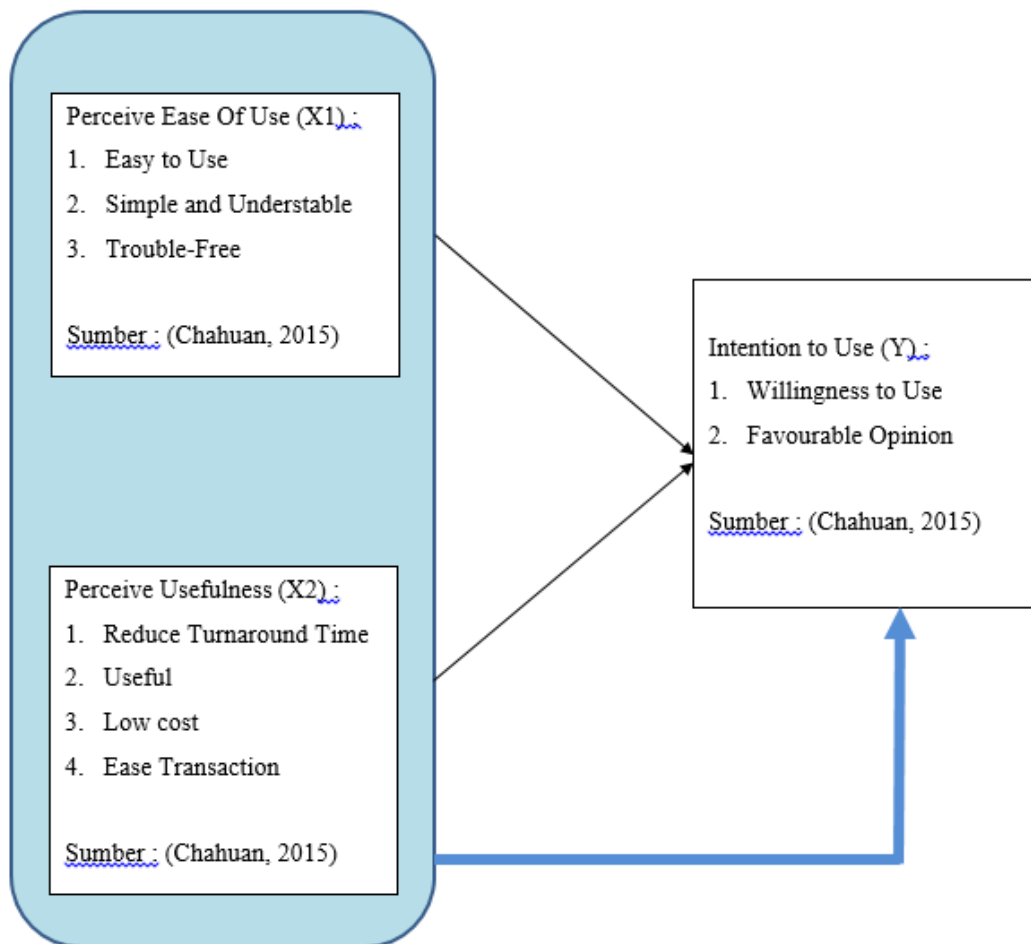 Perceive Ease Of Use (X1) :
1. Easy to Use
2. Simple and Understable
3. Trouble-Free
Sumber : (Chahuan, 2015)
Intention to Use (Y) :
1. Willingness to Use
2. Favourable Opinion
Sumber : (Chahuan, 2015)
Perceive Usefulness (X2) :
1. Reduce Turnaround Time
2. Useful
3. Low cost
4. Ease Transaction
Sumber : (Chahuan, 2015)